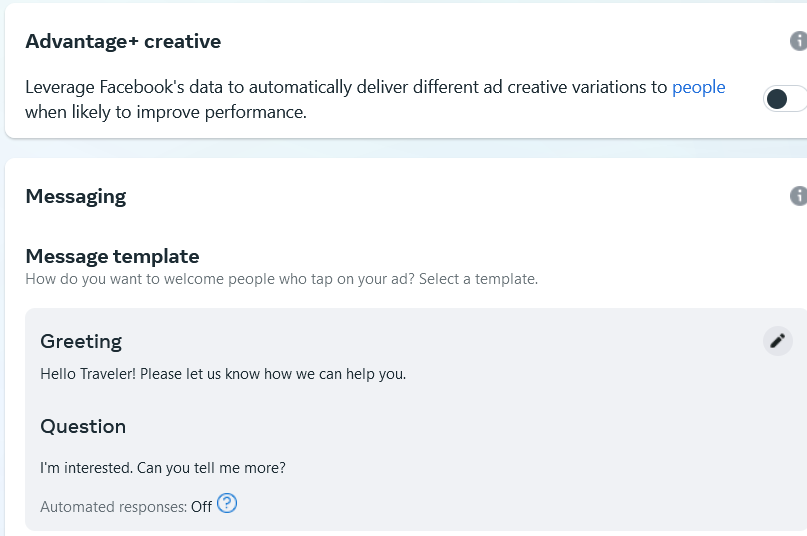 Advantage+ creative
Leverage Facebook's data to automatically deliver different ad creative variations to people
when likely to improve performance.
Messaging
Message template
How do you want to welcome people who tap on your ad? Select a template.
Greeting
Hello Traveler! Please let us know how we can help you.
Question
I'm interested. Can you tell me more?
Automated responses: Off ?